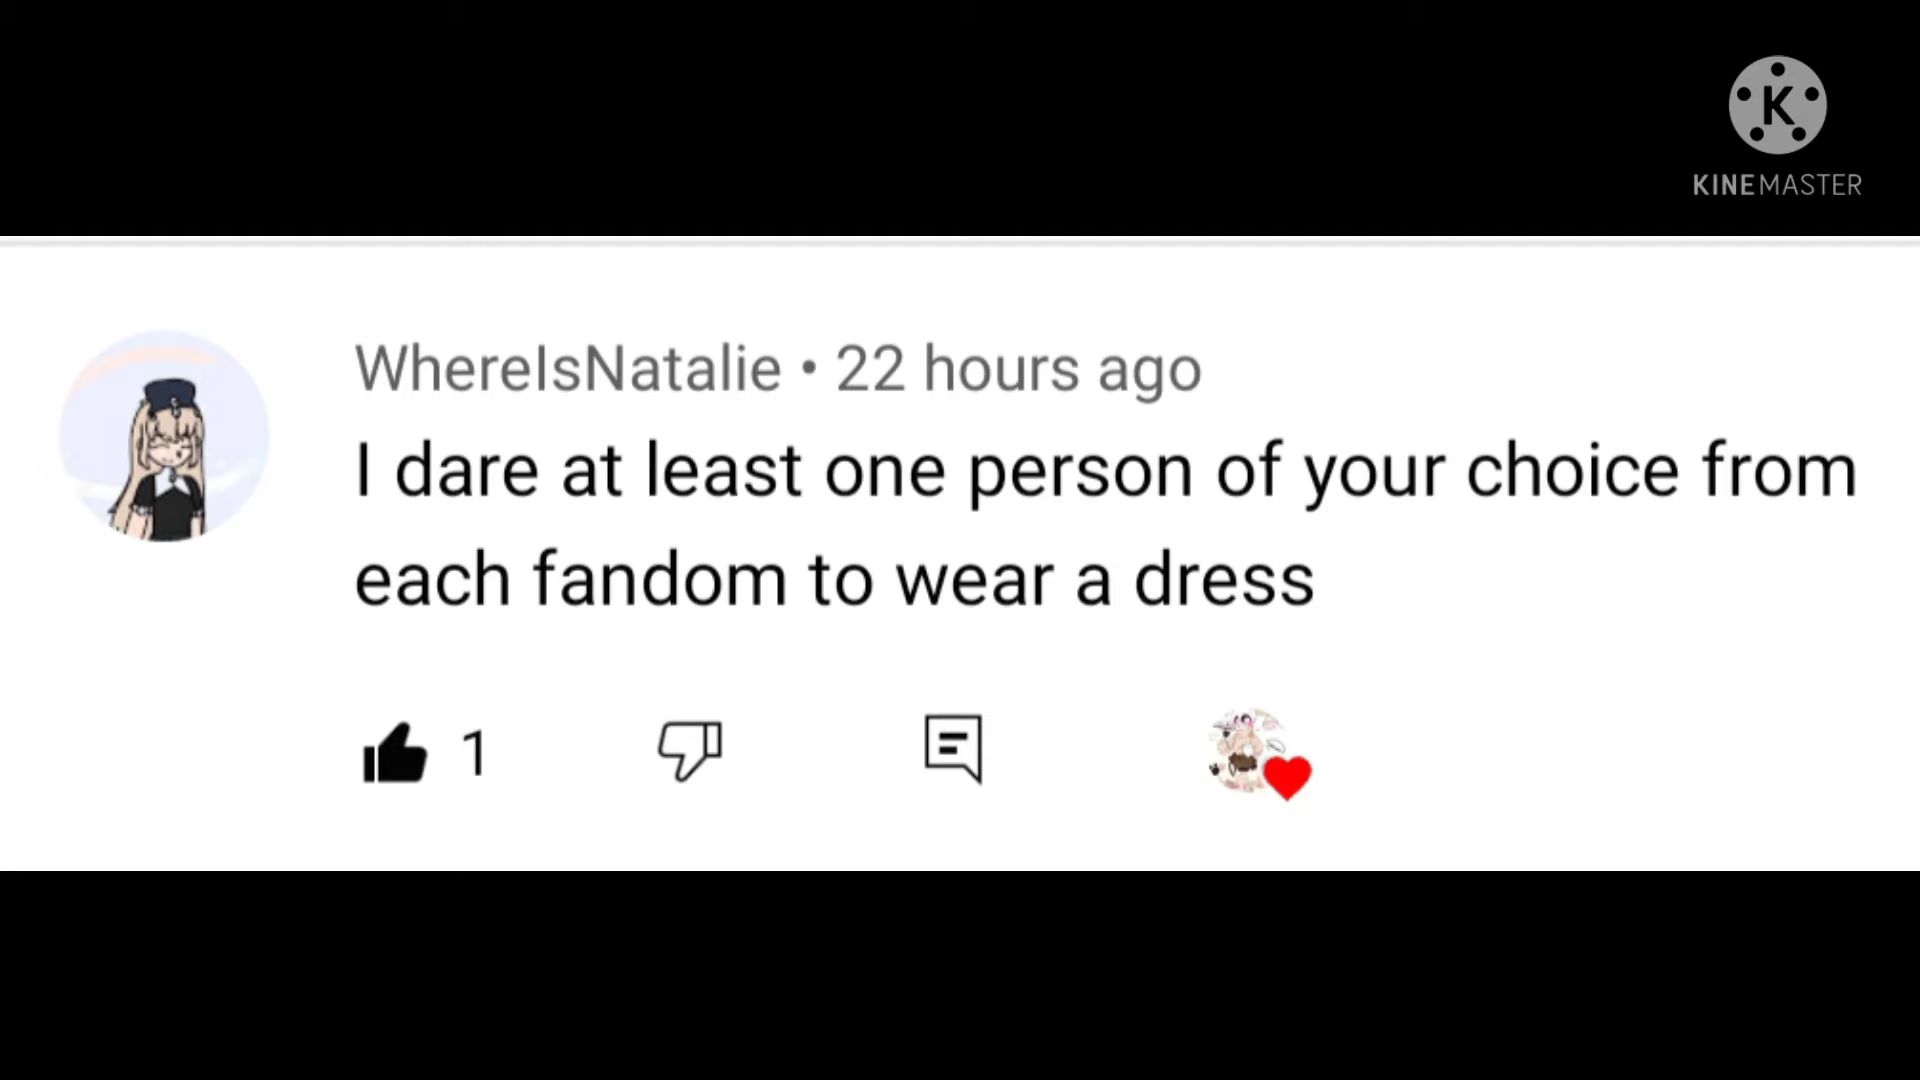 K
KINEMASTER
WhereIsNatalie • 22 hours ago
I dare at least one person of your choice from
each fandom to wear a dress
1